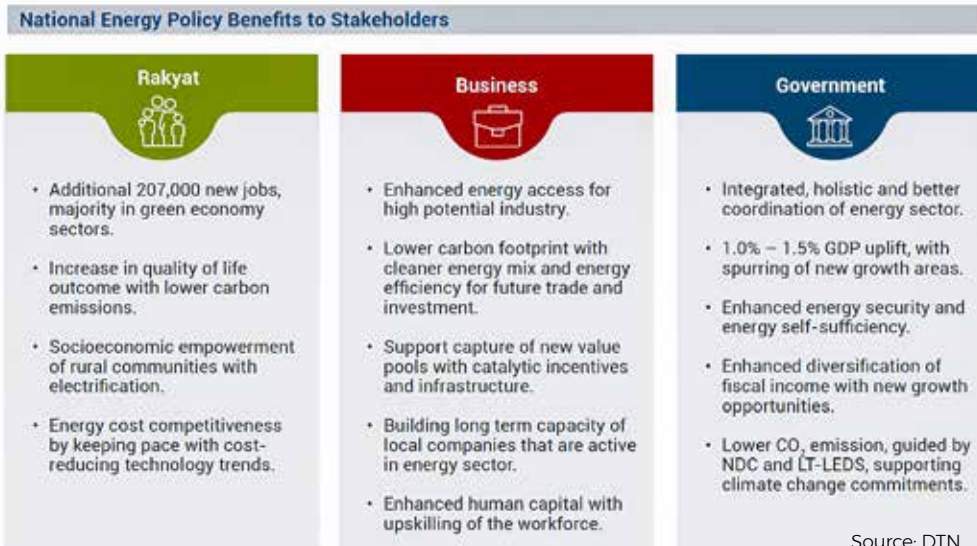 National Energy Policy Benefits to Stakeholders
Rakyat
• Additional 207,000 new jobs,
majority in green economy
sectors.
• Increase in quality of life
outcome with lower carbon
emissions.
• Socioeconomic empowerment
of rural communities with
electrification.
• Energy cost competitiveness
by keeping pace with cost-
reducing technology trends.
Business
• Enhanced energy access for
high potential industry.
• Lower carbon footprint with
cleaner energy mix and energy
efficiency for future trade and
investment.
• Support capture of new value
pools with catalytic incentives
and infrastructure.
• Building long term capacity of
local companies that are active
in energy sector.
• Enhanced human capital with
upskilling of the workforce.
Government
• Integrated, holistic and better
coordination of energy sector.
• 1.0% – 1.5% GDP uplift, with
spurring of new growth areas.
• Enhanced energy security and
energy self-sufficiency.
• Enhanced diversification of
fiscal income with new growth
opportunities.
• Lower CO₂ emission, guided by
NDC and LT-LEDS, supporting
climate change commitments.
Source: DTN